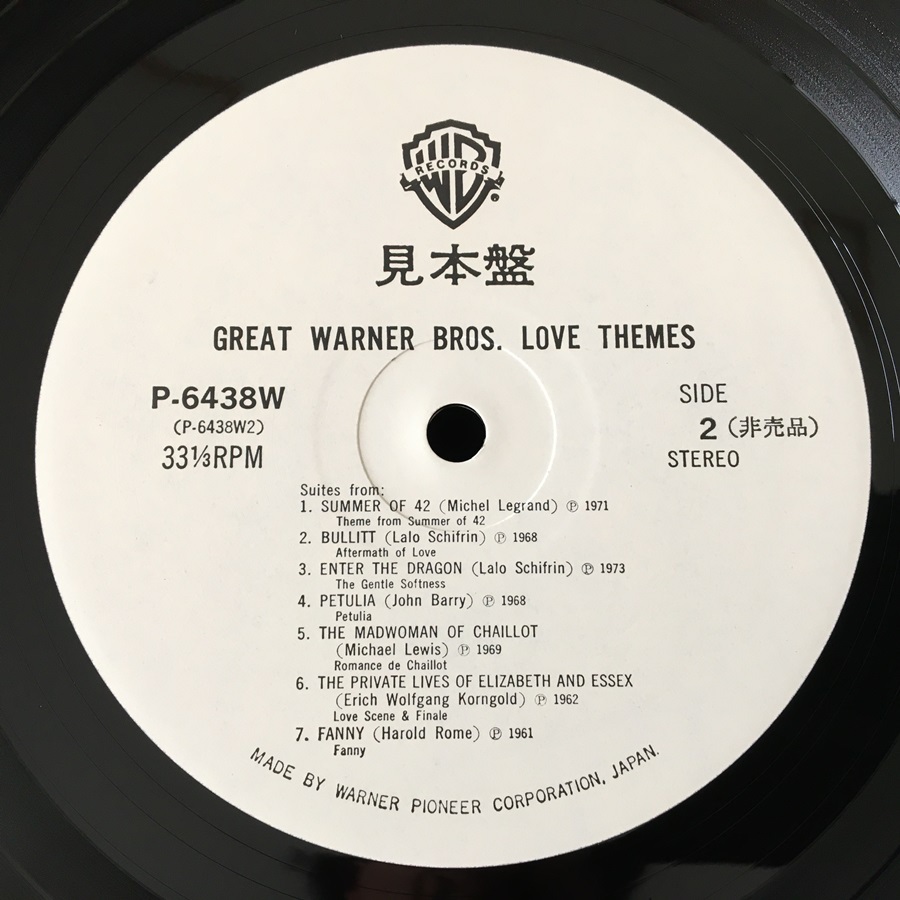 WB
RECORDS
®
見本盤
GREAT WARNER BROS. LOVE THEMES
P-6438W
(P-6438W2)
33⅓RPM
SIDE
2 (非売品)
STEREO
Suites from:
1. SUMMER OF 42 (Michel Legrand) ℗ 1971
Theme from Summer of 42
2. BULLITT (Lalo Schifrin) ℗ 1968
Aftermath of Love
3. ENTER THE DRAGON (Lalo Schifrin) ℗ 1973
The Gentle Softness
4. PETULIA (John Barry) ℗ 1968
Petulia
5. THE MADWOMAN OF CHAILLOT
(Michael Lewis) ℗ 1969
Romance de Chaillot
6. THE PRIVATE LIVES OF ELIZABETH AND ESSEX
(Erich Wolfgang Korngold) ℗ 1962
Love Scene & Finale
7. FANNY (Harold Rome) ℗ 1961
Fanny
MADE BY WARNER PIONEER CORPORATION, JAPAN.